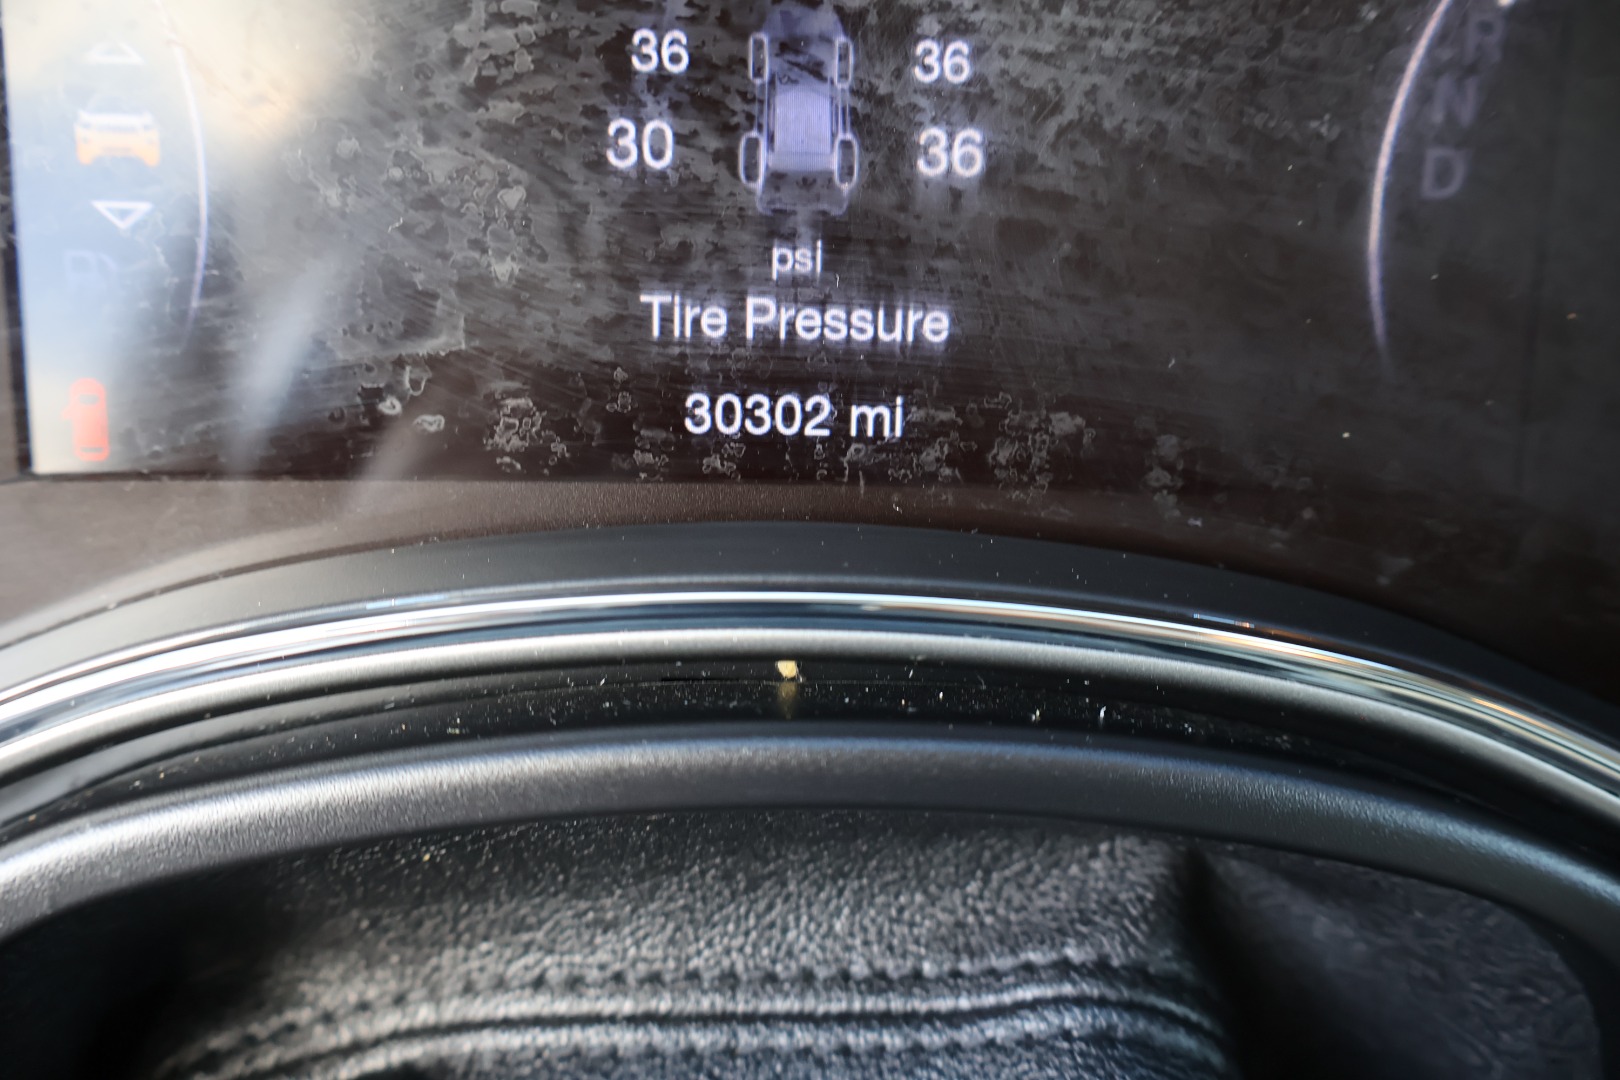 36 36 R
30 36 N
D
psi
Tire Pressure
30302 mi